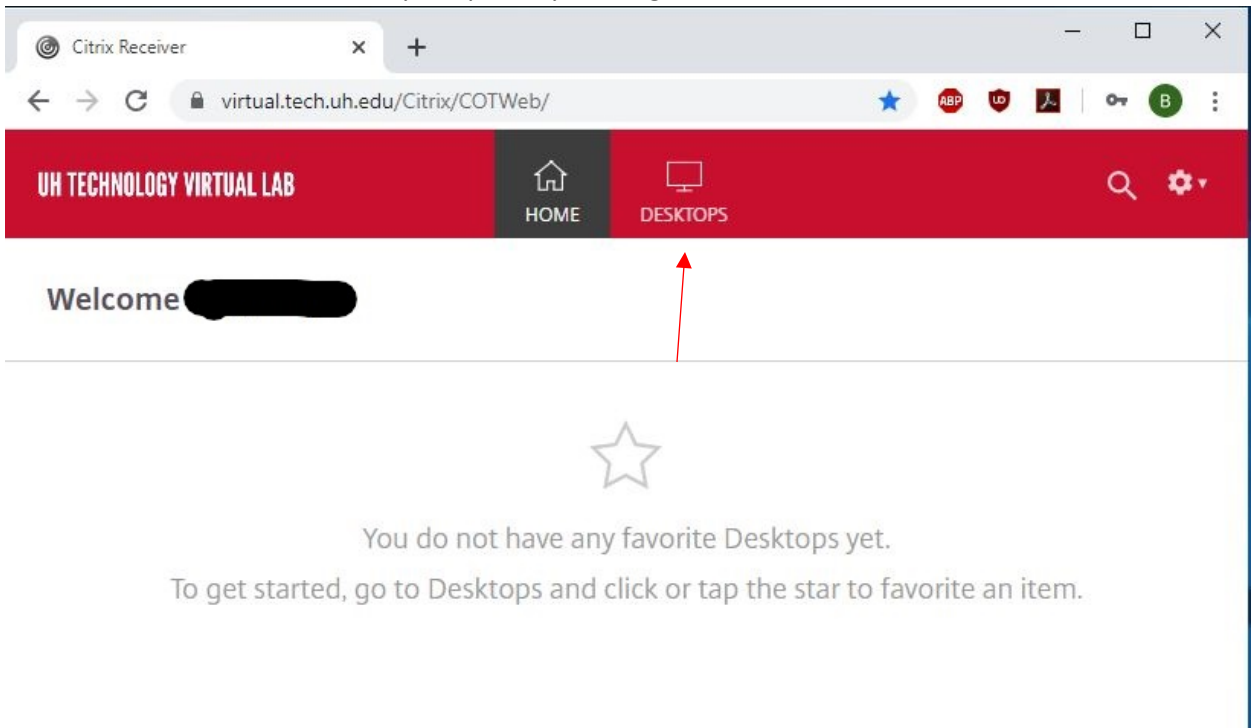 Citrix Receiver
virtual.tech.uh.edu/Citrix/COTWeb/
ABP
UD
B
UH TECHNOLOGY VIRTUAL LAB
HOME
DESKTOPS
Welcome
You do not have any favorite Desktops yet.
To get started, go to Desktops and click or tap the star to favorite an item.